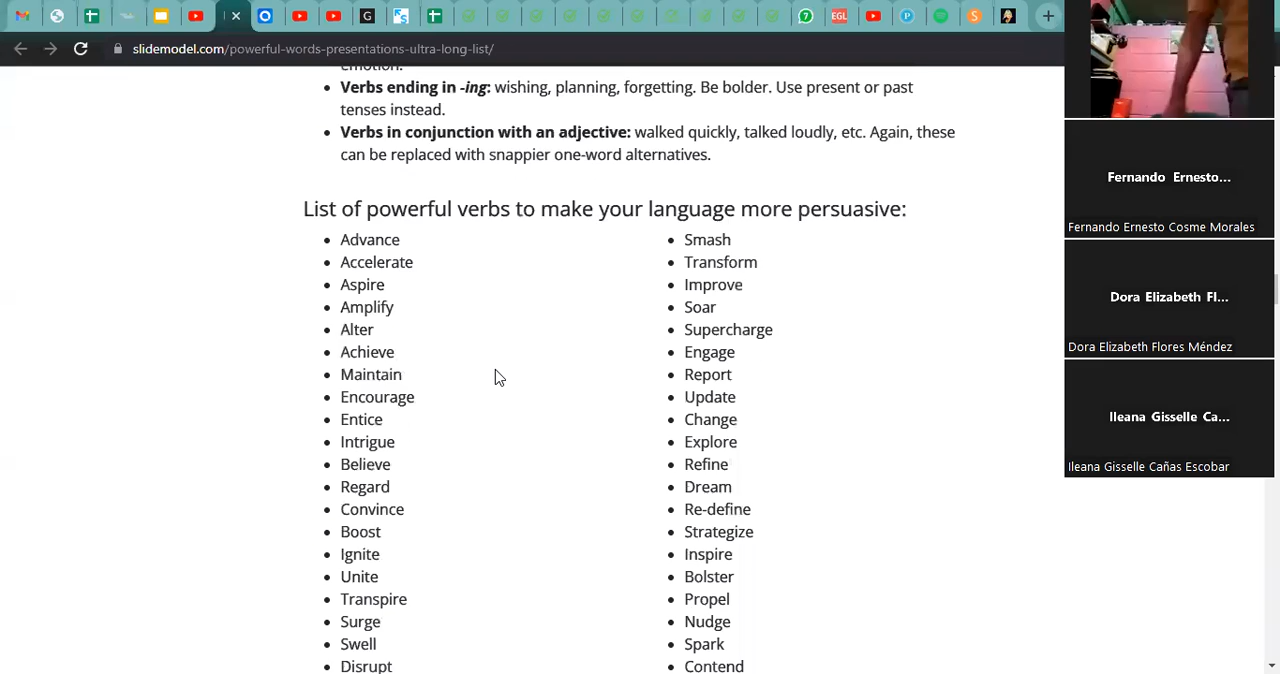 slidemodel.com/powerful-words-presentations-ultra-long-list/
emotion.
Verbs ending in -ing: wishing, planning, forgetting. Be bolder. Use present or past
tenses instead.
Verbs in conjunction with an adjective: walked quickly, talked loudly, etc. Again, these
can be replaced with snappier one-word alternatives.
List of powerful verbs to make your language more persuasive:
Advance
Accelerate
Aspire
Amplify
Alter
Achieve
Maintain
Encourage
Entice
Intrigue
Believe
Regard
Convince
Boost
Ignite
Unite
Transpire
Surge
Swell
Disrupt
Smash
Transform
Improve
Soar
Supercharge
Engage
Report
Update
Change
Explore
Refine
Dream
Re-define
Strategize
Inspire
Bolster
Propel
Nudge
Spark
Contend
Fernando Ernesto...
Fernando Ernesto Cosme Morales
Dora Elizabeth Fl...
Dora Elizabeth Flores Méndez
Ileana Gisselle Ca...
Ileana Gisselle Cañas Escobar
G
7
EGL
P
S